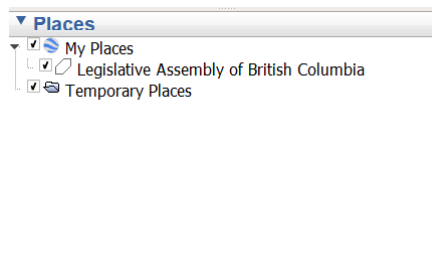 Places
My Places
Legislative Assembly of British Columbia
Temporary Places